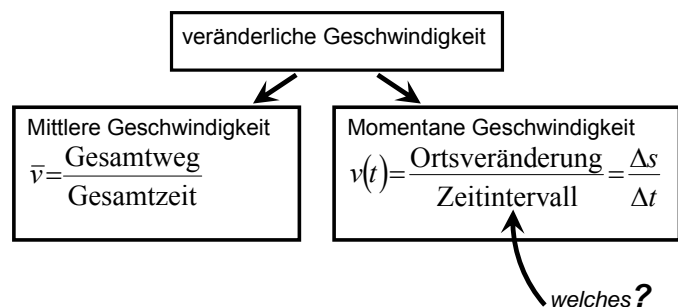 veränderliche Geschwindigkeit
Mittlere Geschwindigkeit
v̅=Gesamtweg/Gesamtzeit
Momentane Geschwindigkeit
v(t)=Ortsveränderung/Zeitintervall=Δs/Δt
welches?